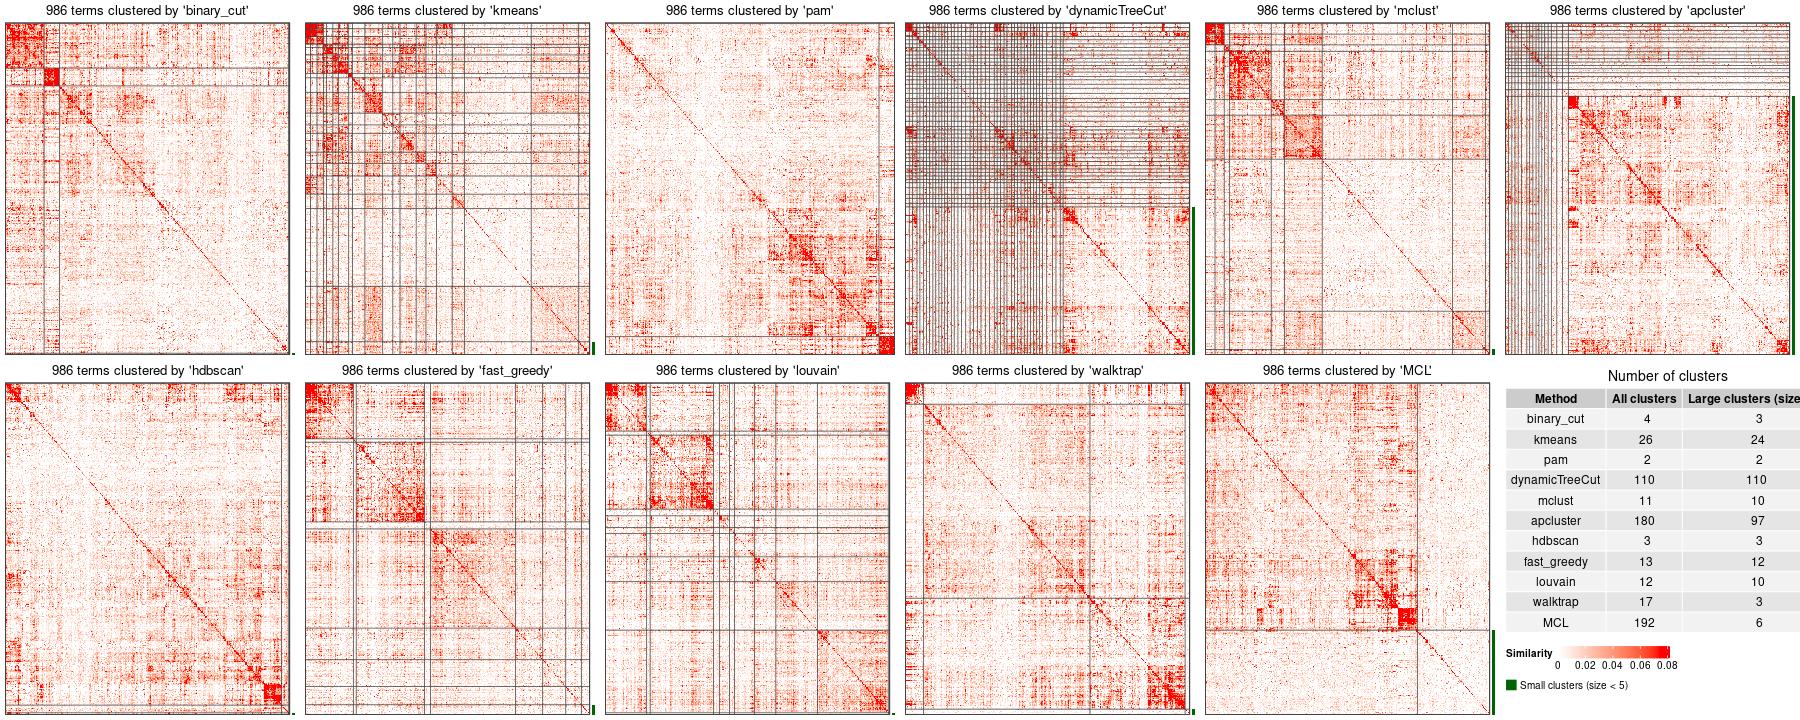 986 terms clustered by 'binary_cut'
986 terms clustered by 'kmeans'
986 terms clustered by 'pam'
986 terms clustered by 'dynamicTreeCut'
986 terms clustered by 'mclust'
986 terms clustered by 'apcluster'
986 terms clustered by 'hdbscan'
986 terms clustered by 'fast_greedy'
986 terms clustered by 'louvain'
986 terms clustered by 'walktrap'
986 terms clustered by 'MCL'
Number of clusters
Method All clusters Large clusters (size
binary_cut 4 3
kmeans 26 24
pam 2 2
dynamicTreeCut 110 110
mclust 11 10
apcluster 180 97
hdbscan 3 3
fast_greedy 13 12
louvain 12 10
walktrap 17 3
MCL 192 6
Similarity
0 0.02 0.04 0.06 0.08
Small clusters (size < 5)